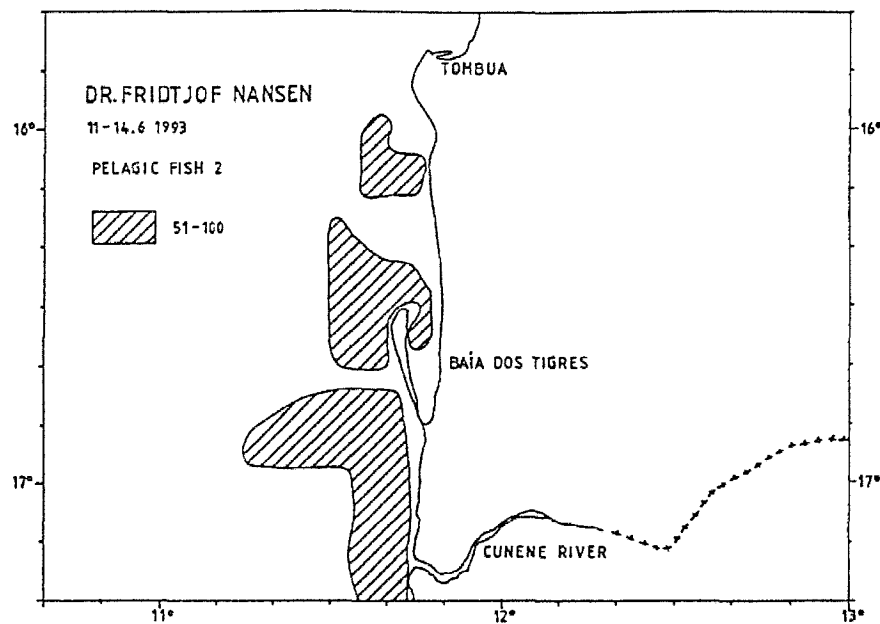 TOMBUA
DR.FRIDTJOF NANSEN
11-14.6 1993
16°
16°
PELAGIC FISH 2
51-100
BAÍA DOS TIGRES
17°
17°
CUNENE RIVER
11°
12°
13°